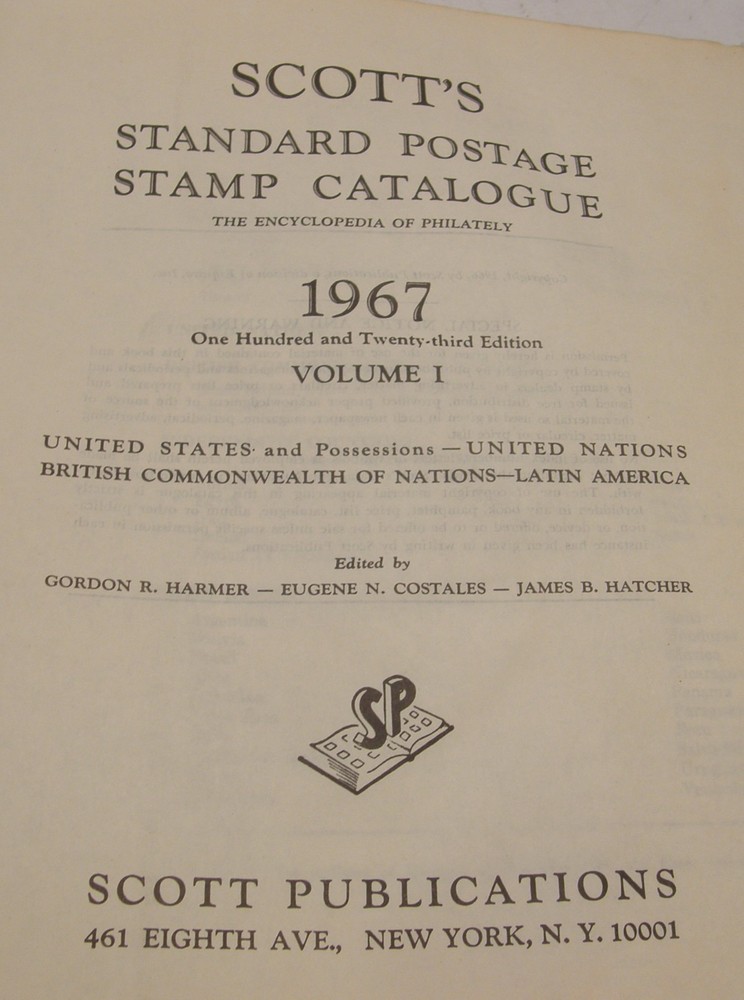 SCOTT'S
STANDARD POSTAGE
STAMP CATALOGUE
THE ENCYCLOPEDIA OF PHILATELY
1967
One Hundred and Twenty-third Edition
VOLUME I
UNITED STATES and Possessions — UNITED NATIONS
BRITISH COMMONWEALTH OF NATIONS—LATIN AMERICA
Edited by
GORDON R. HARMER — EUGENE N. COSTALES — JAMES B. HATCHER
SP
SCOTT PUBLICATIONS
461 EIGHTH AVE., NEW YORK, N. Y. 10001